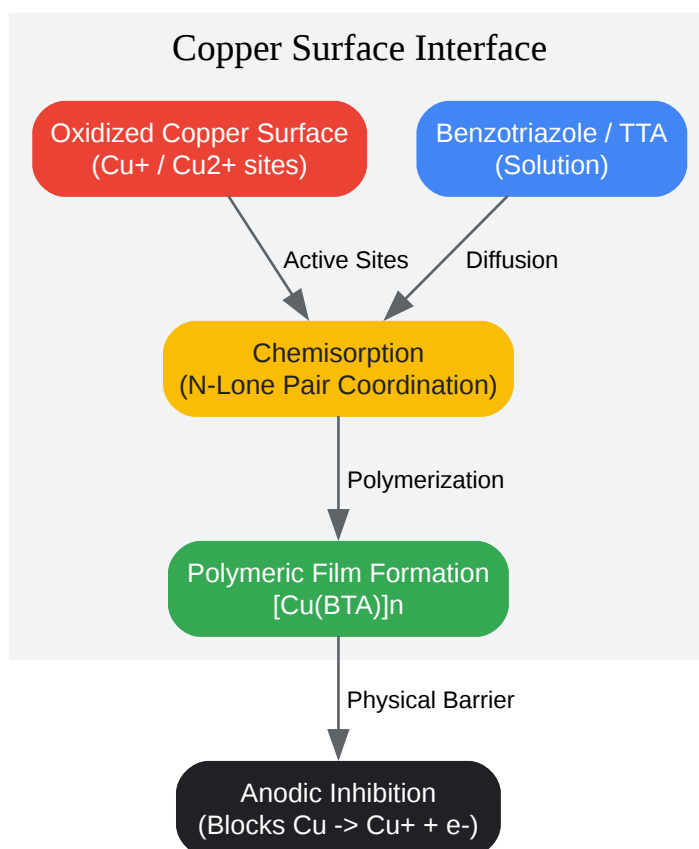 Copper Surface Interface
Oxidized Copper Surface
(Cu+ / Cu2+ sites)
Benzotriazole / TTA
(Solution)
Active Sites
Diffusion
Chemisorption
(N-Lone Pair Coordination)
Polymerization
Polymeric Film Formation
[Cu(BTA)]n
Physical Barrier
Anodic Inhibition
(Blocks Cu -> Cu+ + e-)